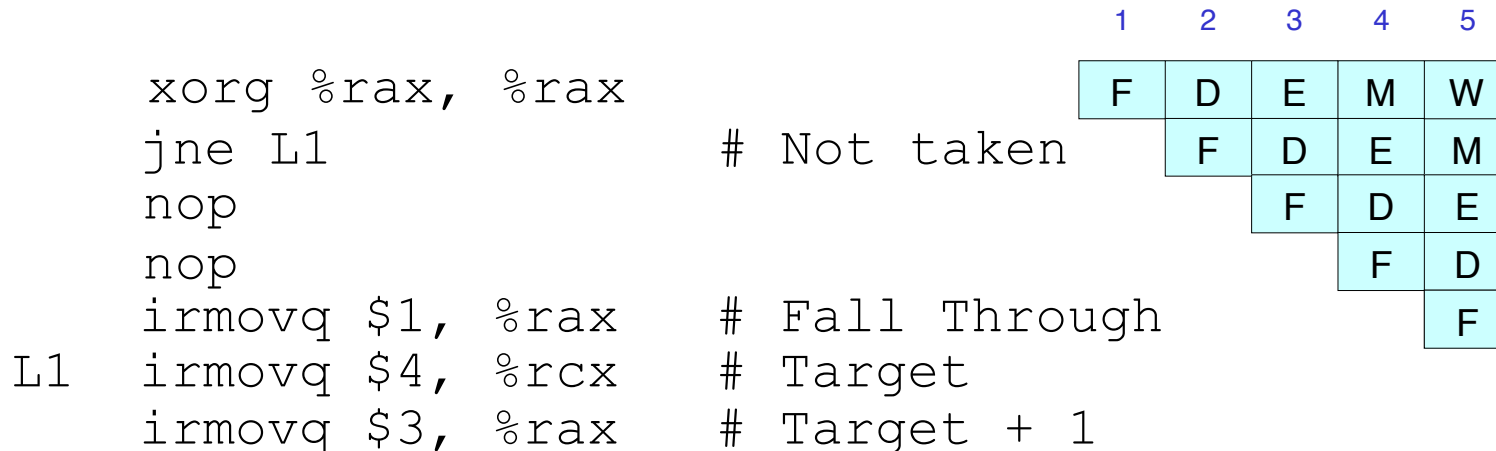 1 2 3 4 5
xorg %rax, %rax F D E M W
jne L1 # Not taken F D E M
nop F D E
nop F D
irmovq $1, %rax # Fall Through F
L1 irmovq $4, %rcx # Target
irmovq $3, %rax # Target + 1